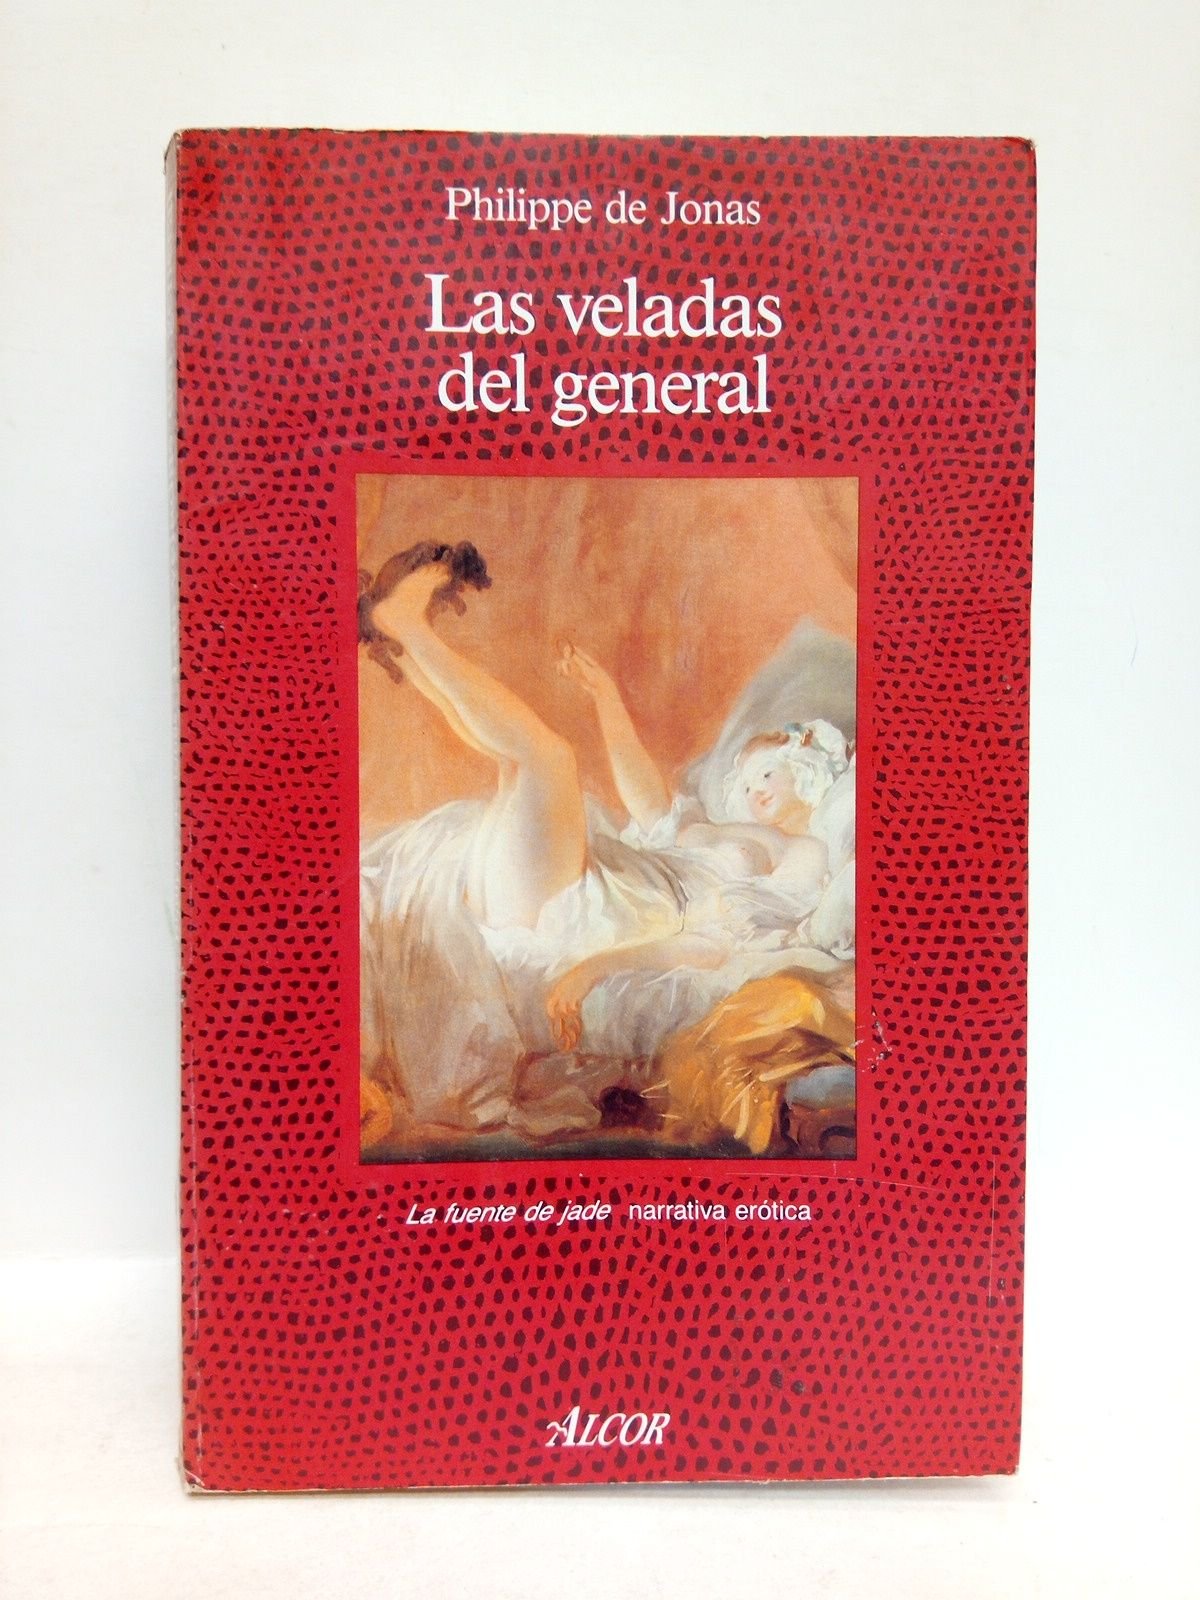 Philippe de Jonas
Las veladas
del general
La fuente de jade narrativa erótica
ALCOR